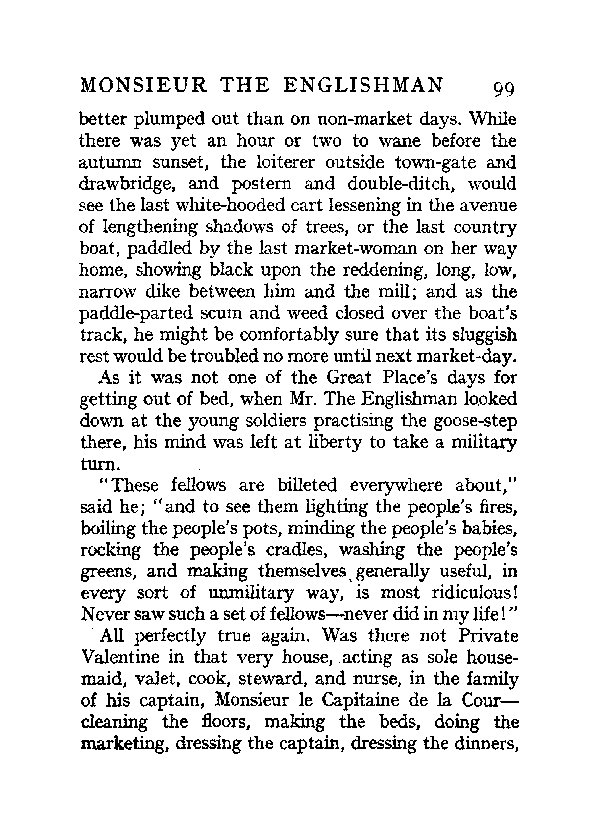 MONSIEUR THE ENGLISHMAN 99
better plumped out than on non-market days. While
there was yet an hour or two to wane before the
autumn sunset, the loiterer outside town-gate and
drawbridge, and postern and double-ditch, would
see the last white-hooded cart lessening in the avenue
of lengthening shadows of trees, or the last country
boat, paddled by the last market-woman on her way
home, showing black upon the reddening, long, low,
narrow dike between him and the mill; and as the
paddle-parted scum and weed closed over the boat's
track, he might be comfortably sure that its sluggish
rest would be troubled no more until next market-day.
As it was not one of the Great Place's days for
getting out of bed, when Mr. The Englishman looked
down at the young soldiers practising the goose-step
there, his mind was left at liberty to take a military
turn.
"These fellows are billeted everywhere about,"
said he; "and to see them lighting the people's fires,
boiling the people's pots, minding the people's babies,
rocking the people's cradles, washing the people's
greens, and making themselves generally useful, in
every sort of unmilitary way, is most ridiculous!
Never saw such a set of fellows—never did in my life!"
All perfectly true again. Was there not Private
Valentine in that very house, acting as sole house-
maid, valet, cook, steward, and nurse, in the family
of his captain, Monsieur le Capitaine de la Cour—
cleaning the floors, making the beds, doing the
marketing, dressing the captain, dressing the dinners,